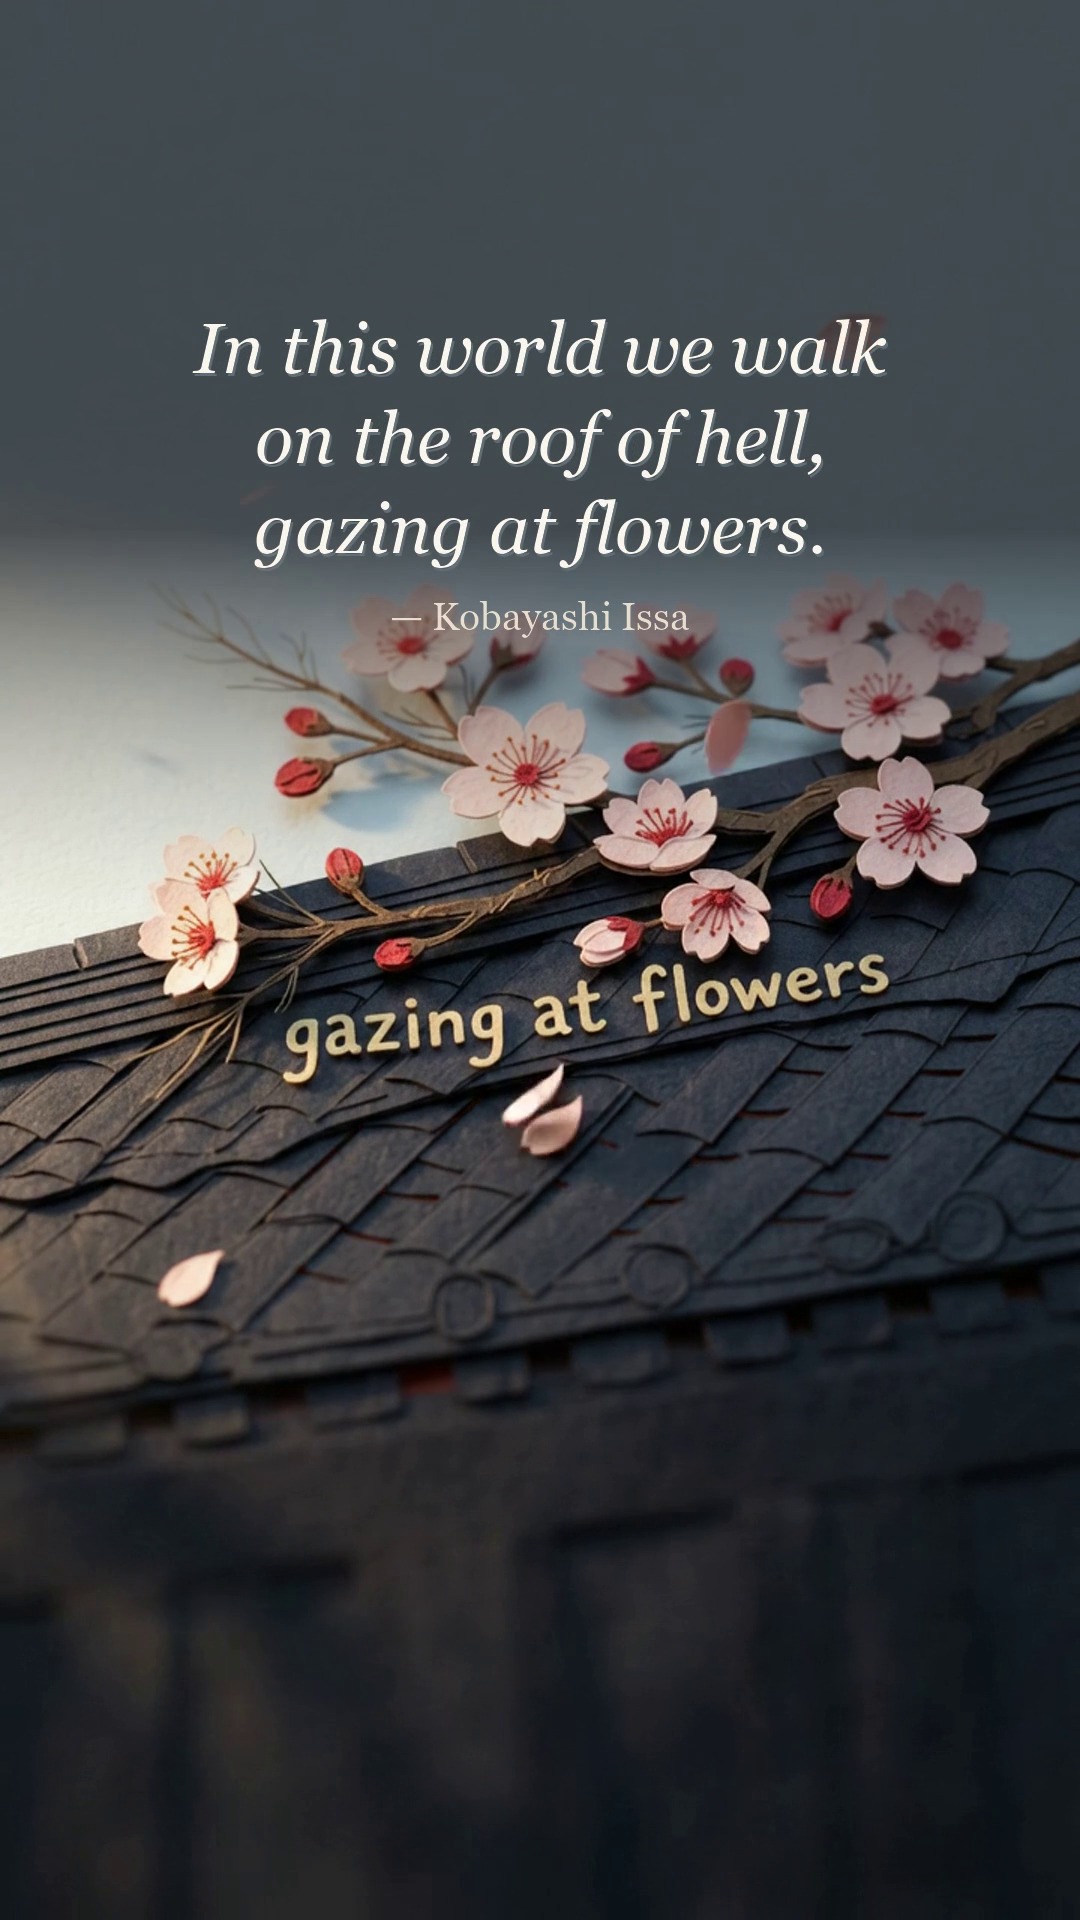 In this world we walk
on the roof of hell,
gazing at flowers.
— Kobayashi Issa
gazing at flowers